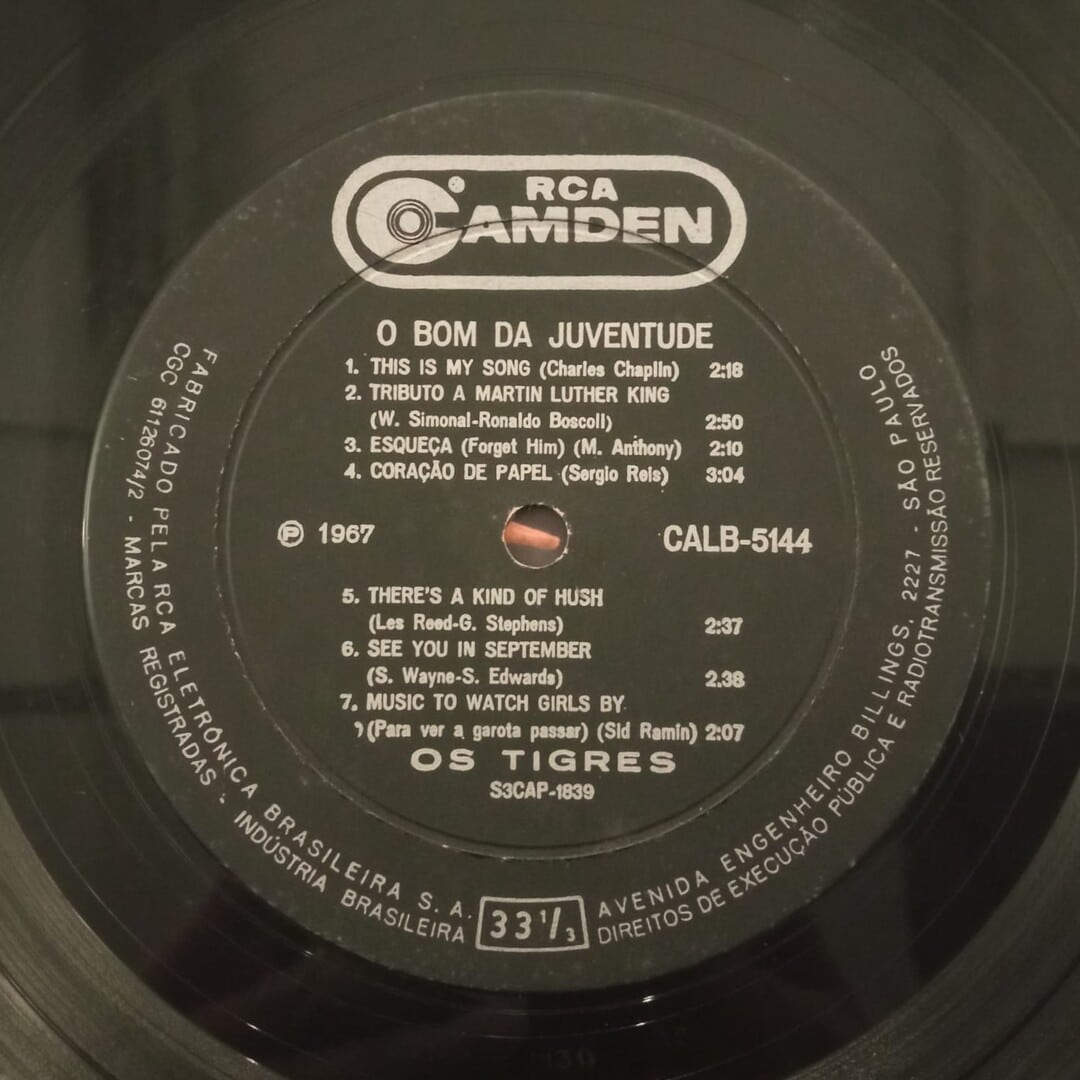 RCA
CAMDEN
O BOM DA JUVENTUDE
1. THIS IS MY SONG (Charles Chaplin) 2:18
2. TRIBUTO A MARTIN LUTHER KING
(W. Simonal-Ronaldo Boscoli) 2:50
3. ESQUEÇA (Forget Him) (M. Anthony) 2:10
4. CORAÇÃO DE PAPEL (Sergio Reis) 3:04
℗ 1967 CALB-5144
5. THERE'S A KIND OF HUSH
(Les Reed-G. Stephens) 2:37
6. SEE YOU IN SEPTEMBER
(S. Wayne-S. Edwards) 2.38
7. MUSIC TO WATCH GIRLS BY
(Para ver a garota passar) (Sid Ramin) 2:07
OS TIGRES
S3CAP-1839
FABRICADO PELA RCA ELETRÔNICA BRASILEIRA S. A.
CGC 61126074/2 - MARCAS REGISTRADAS - INDÚSTRIA BRASILEIRA
33 1/3
AVENIDA ENGENHEIRO BILLINGS, 2227 - SÃO PAULO
DIREITOS DE EXECUÇÃO PÚBLICA E RADIOTRANSMISSÃO RESERVADOS